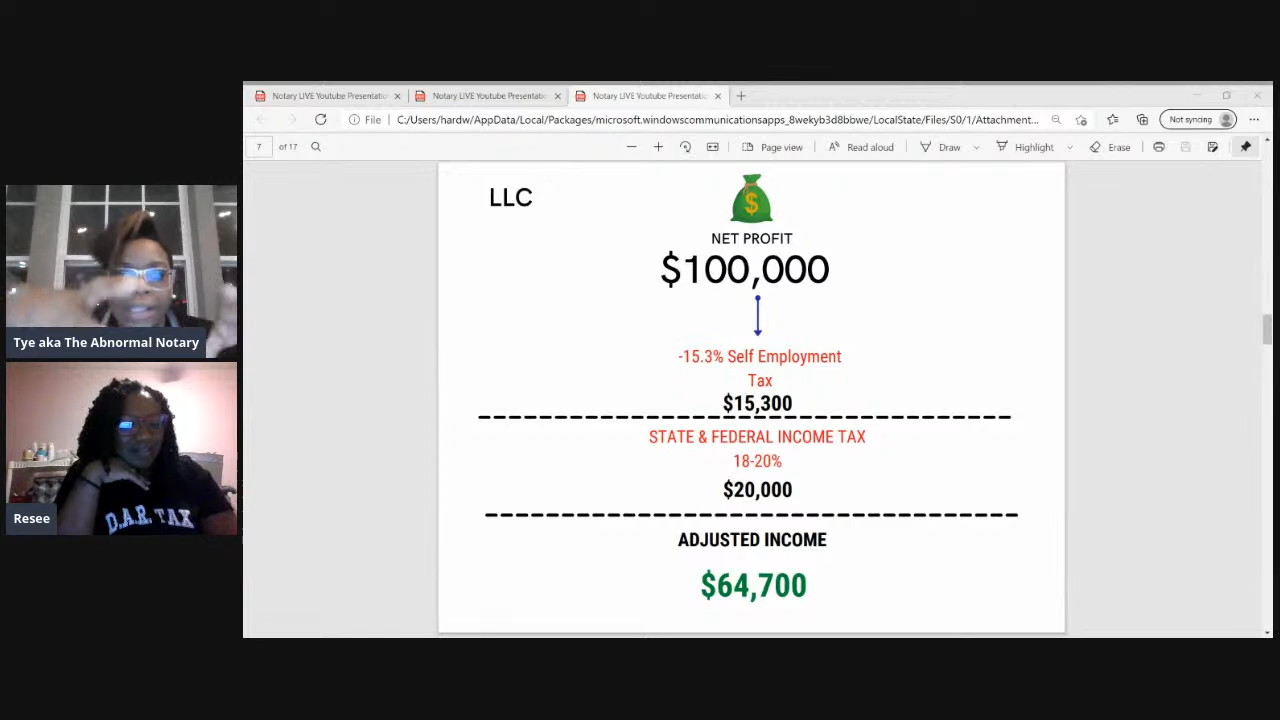 Notary LIVE Youtube Presentatio
Notary LIVE Youtube Presentatio
Notary LIVE Youtube Presentatio
File
C:/Users/hardw/AppData/Local/Packages/microsoft.windowscommunicationsapps_8wekyb3d8bbwe/LocalState/Files/S0/1/Attachment...
Not syncing
7 of 17
Page view
Read aloud
Draw
Highlight
Erase
LLC
$
NET PROFIT
$100,000
-15.3% Self Employment
Tax
$15,300
STATE & FEDERAL INCOME TAX
18-20%
$20,000
ADJUSTED INCOME
$64,700
Tye aka The Abnormal Notary
D.A.R. TAX
Resee